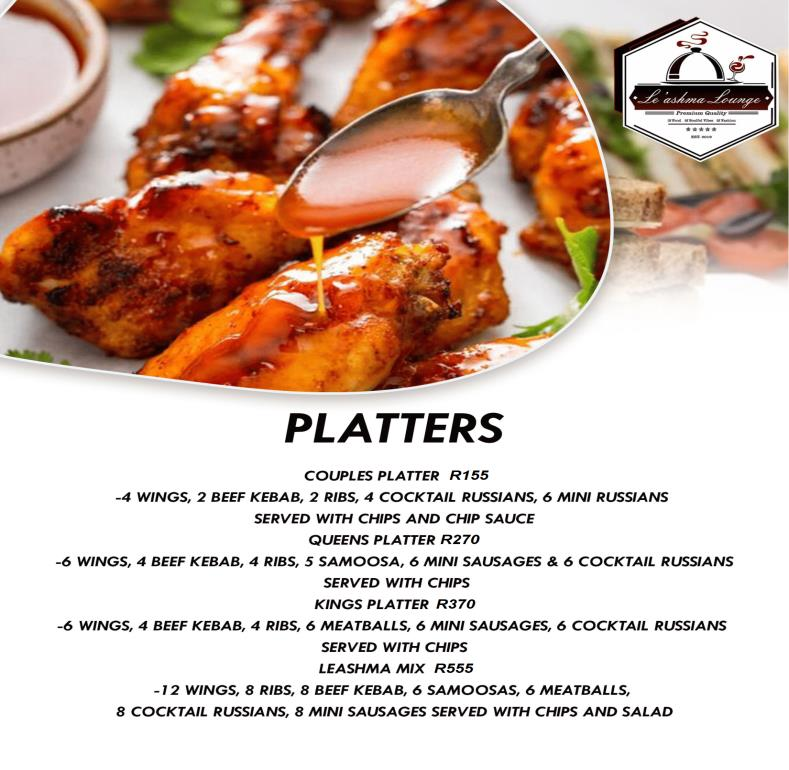 Le'ashma Lounge
Premium Quality
EST. 2019
PLATTERS
COUPLES PLATTER R155
-4 WINGS, 2 BEEF KEBAB, 2 RIBS, 4 COCKTAIL RUSSIANS, 6 MINI RUSSIANS
SERVED WITH CHIPS AND CHIP SAUCE
QUEENS PLATTER R270
-6 WINGS, 4 BEEF KEBAB, 4 RIBS, 5 SAMOOSA, 6 MINI SAUSAGES & 6 COCKTAIL RUSSIANS
SERVED WITH CHIPS
KINGS PLATTER R370
-6 WINGS, 4 BEEF KEBAB, 4 RIBS, 6 MEATBALLS, 6 MINI SAUSAGES, 6 COCKTAIL RUSSIANS
SERVED WITH CHIPS
LEASHMA MIX R555
-12 WINGS, 8 RIBS, 8 BEEF KEBAB, 6 SAMOOSAS, 6 MEATBALLS,
8 COCKTAIL RUSSIANS, 8 MINI SAUSAGES SERVED WITH CHIPS AND SALAD